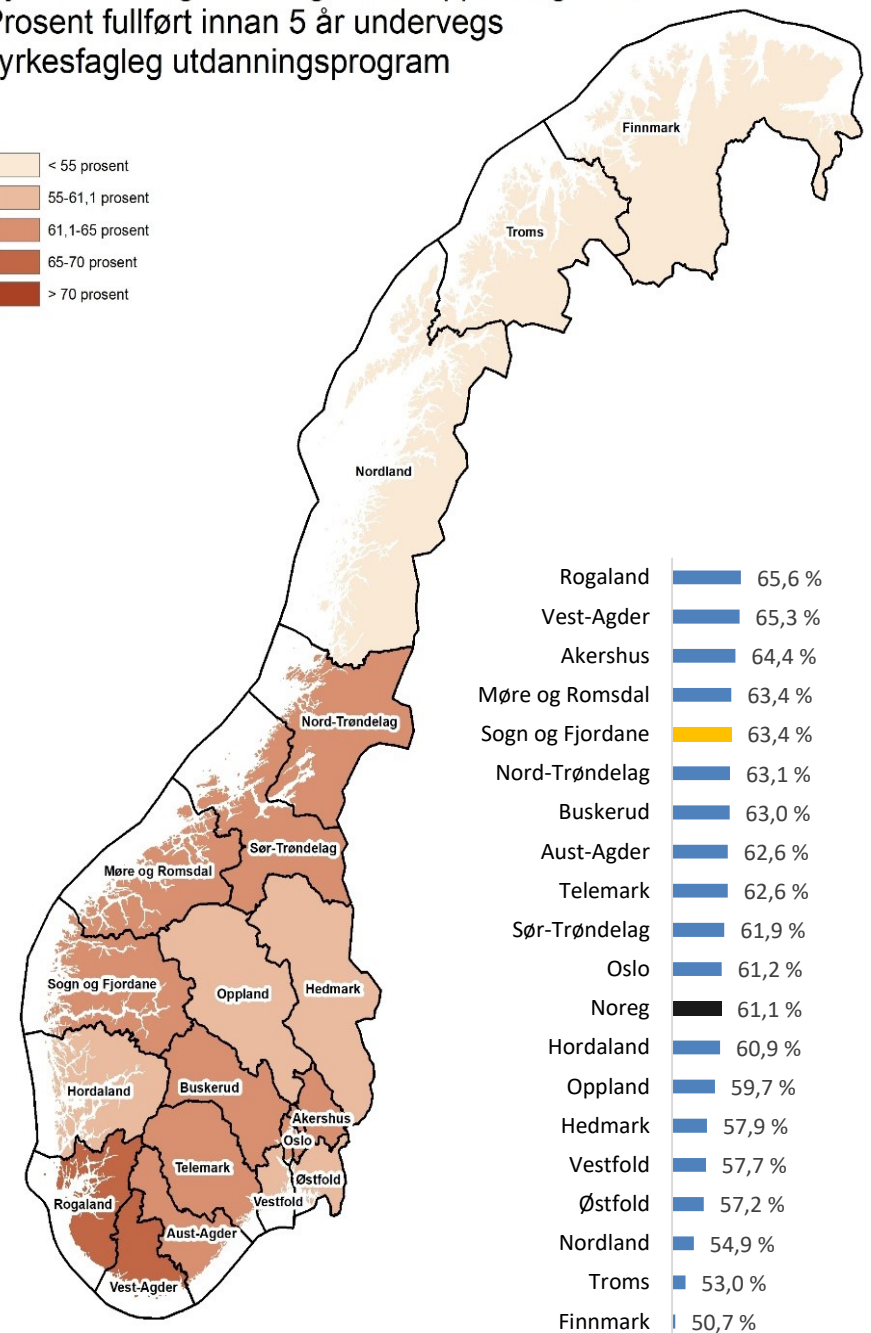 Prosent fullført innan 5 år undervegs
yrkesfagleg utdanningsprogram
< 55 prosent
55-61,1 prosent
61,1-65 prosent
65-70 prosent
> 70 prosent
Finnmark
Troms
Nordland
Nord-Trøndelag
Sør-Trøndelag
Møre og Romsdal
Sogn og Fjordane
Oppland
Hedmark
Hordaland
Buskerud
Akershus
Oslo
Telemark
Østfold
Vestfold
Rogaland
Aust-Agder
Vest-Agder
Rogaland 65,6 %
Vest-Agder 65,3 %
Akershus 64,4 %
Møre og Romsdal 63,4 %
Sogn og Fjordane 63,4 %
Nord-Trøndelag 63,1 %
Buskerud 63,0 %
Aust-Agder 62,6 %
Telemark 62,6 %
Sør-Trøndelag 61,9 %
Oslo 61,2 %
Noreg 61,1 %
Hordaland 60,9 %
Oppland 59,7 %
Hedmark 57,9 %
Vestfold 57,7 %
Østfold 57,2 %
Nordland 54,9 %
Troms 53,0 %
Finnmark 50,7 %